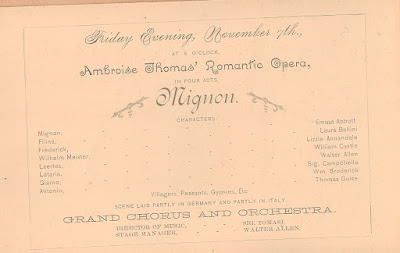 Friday Evening, November 7th.,
AT 8 O'CLOCK,
Ambroise Thomas' Romantic Opera,
IN FOUR ACTS,
Mignon.
CHARACTERS:
Mignon, Emma Abbott
Filina, Laura Bellini
Frederick, Lizzie Annandale
Wilhelm Meister, William Castle
Laertes, Walter Allen
Lotario, Sig. Campobello
Giarno, Wm. Broderick
Antonio, Thomas Guise
Villagers, Peasants, Gypsies, Etc
SCENE LAID PARTLY IN GERMANY AND PARTLY IN ITALY.
GRAND CHORUS AND ORCHESTRA.
DIRECTOR OF MUSIC, SIG. TOMASI.
STAGE MANAGER, WALTER ALLEN.